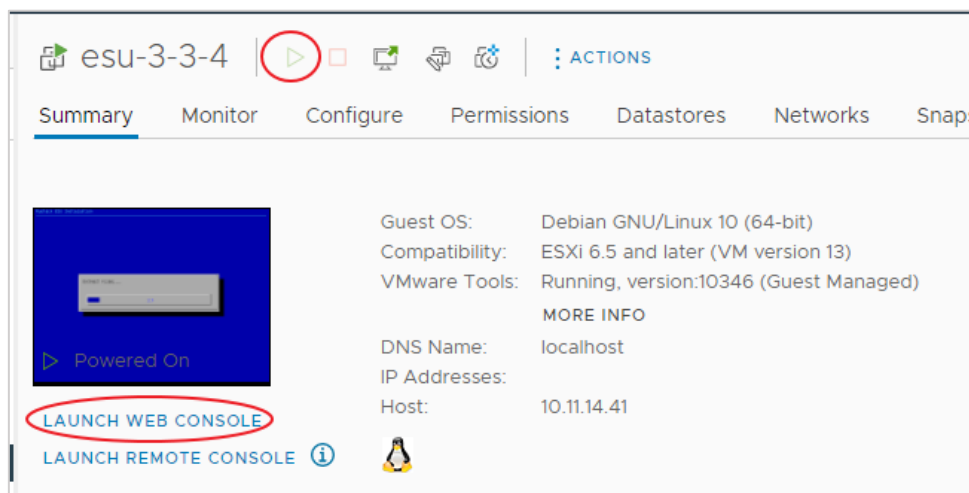 esu-3-3-4 ACTIONS
Summary Monitor Configure Permissions Datastores Networks Snaps
Guest OS: Debian GNU/Linux 10 (64-bit)
Compatibility: ESXi 6.5 and later (VM version 13)
VMware Tools: Running, version:10346 (Guest Managed)
MORE INFO
Powered On
DNS Name: localhost
IP Addresses:
Host: 10.11.14.41
LAUNCH WEB CONSOLE
LAUNCH REMOTE CONSOLE